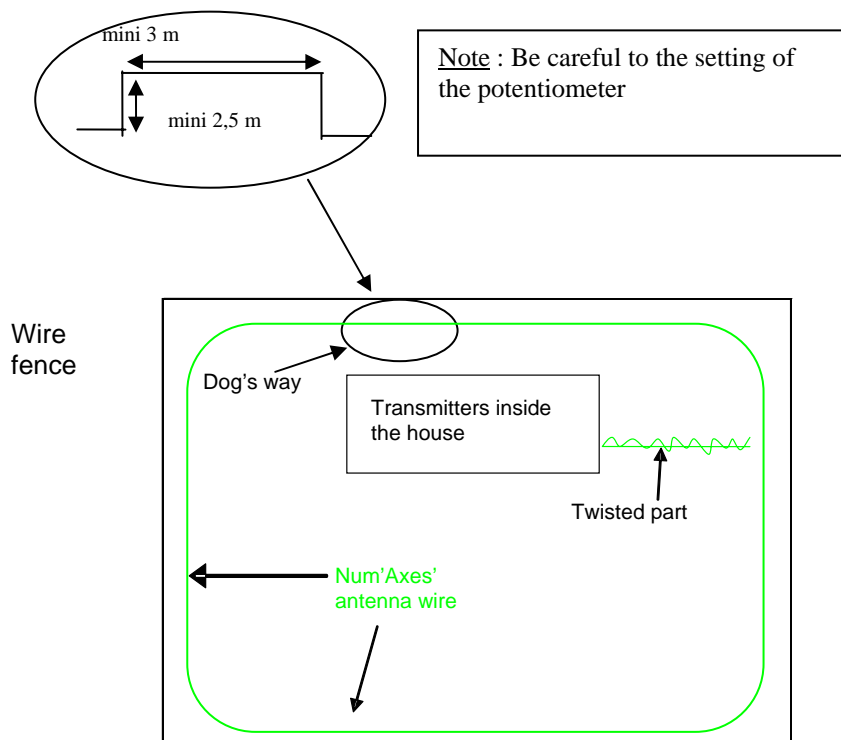 mini 3 m
mini 2,5 m
Note : Be careful to the setting of
the potentiometer
Wire
fence
Dog's way
Transmitters inside
the house
Twisted part
Num'Axes'
antenna wire